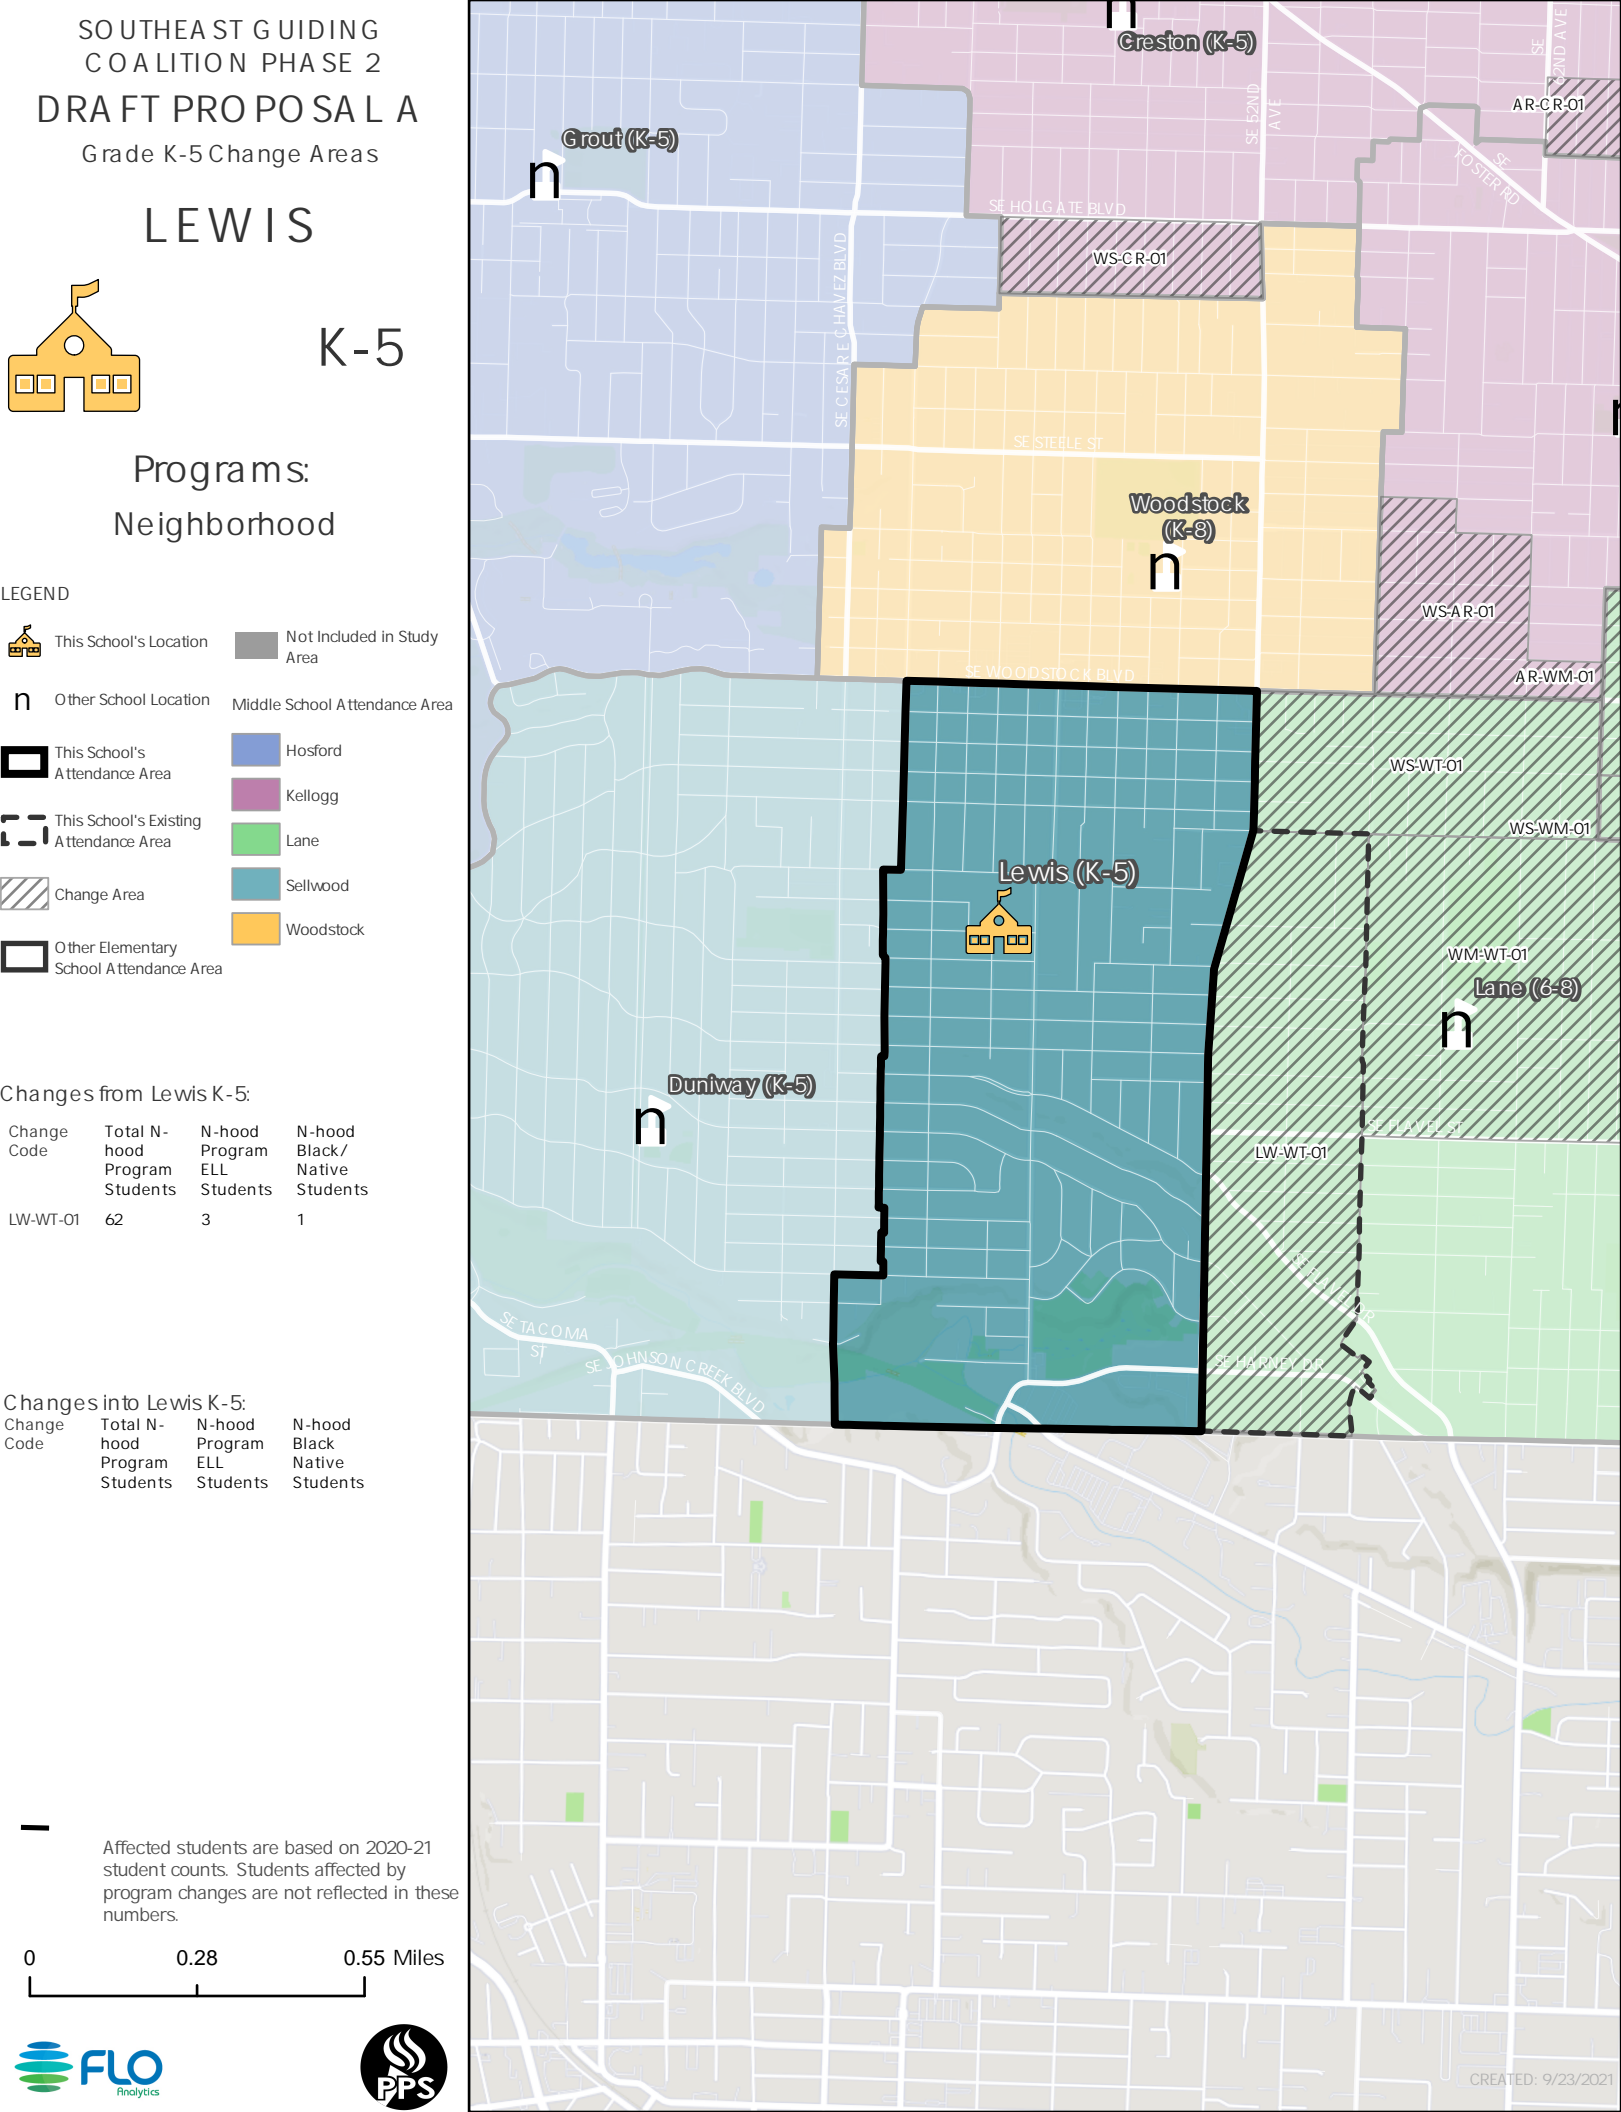 SOUTHEAST GUIDING
COALITION PHASE 2
DRAFT PROPOSAL A
Grade K-5 Change Areas
LEWIS
K-5
Programs:
Neighborhood
LEGEND
This School's Location
n Other School Location
This School's
Attendance Area
This School's Existing
Attendance Area
Change Area
Other Elementary
School Attendance Area
Not Included in Study
Area
Middle School Attendance Area
Hosford
Kellogg
Lane
Sellwood
Woodstock
Changes from Lewis K-5:
Change Code
Total N-hood Program Students
N-hood Program ELL Students
N-hood Black/ Native Students
LW-WT-01 62 3 1
Changes into Lewis K-5:
Change Code
Total N-hood Program Students
N-hood Program ELL Students
N-hood Black Native Students
Affected students are based on 2020-21
student counts. Students affected by
program changes are not reflected in these
numbers.
0 0.28 0.55 Miles
FLO
Analytics
PPS
n
Creston (K-5)
SE 52ND AVE
SE
62ND AVE
AR-CR-01
Grout (K-5)
n
SE FOSTER RD
SE HOLGATE BLVD
WS-CR-01
SE CESAR E CHAVEZ BLVD
SE STEELE ST
Woodstock
(K-8)
n
WS-AR-01
SE WOODSTOCK BLVD
AR-WM-01
WS-WT-01
WS-WM-01
Lewis (K-5)
WM-WT-01
Lane (6-8)
n
Duniway (K-5)
n
SE FLAVEL ST
LW-WT-01
SE TACOMA
ST
SE JOHNSON CREEK BLVD
SE HARNEY DR
CREATED: 9/23/2021